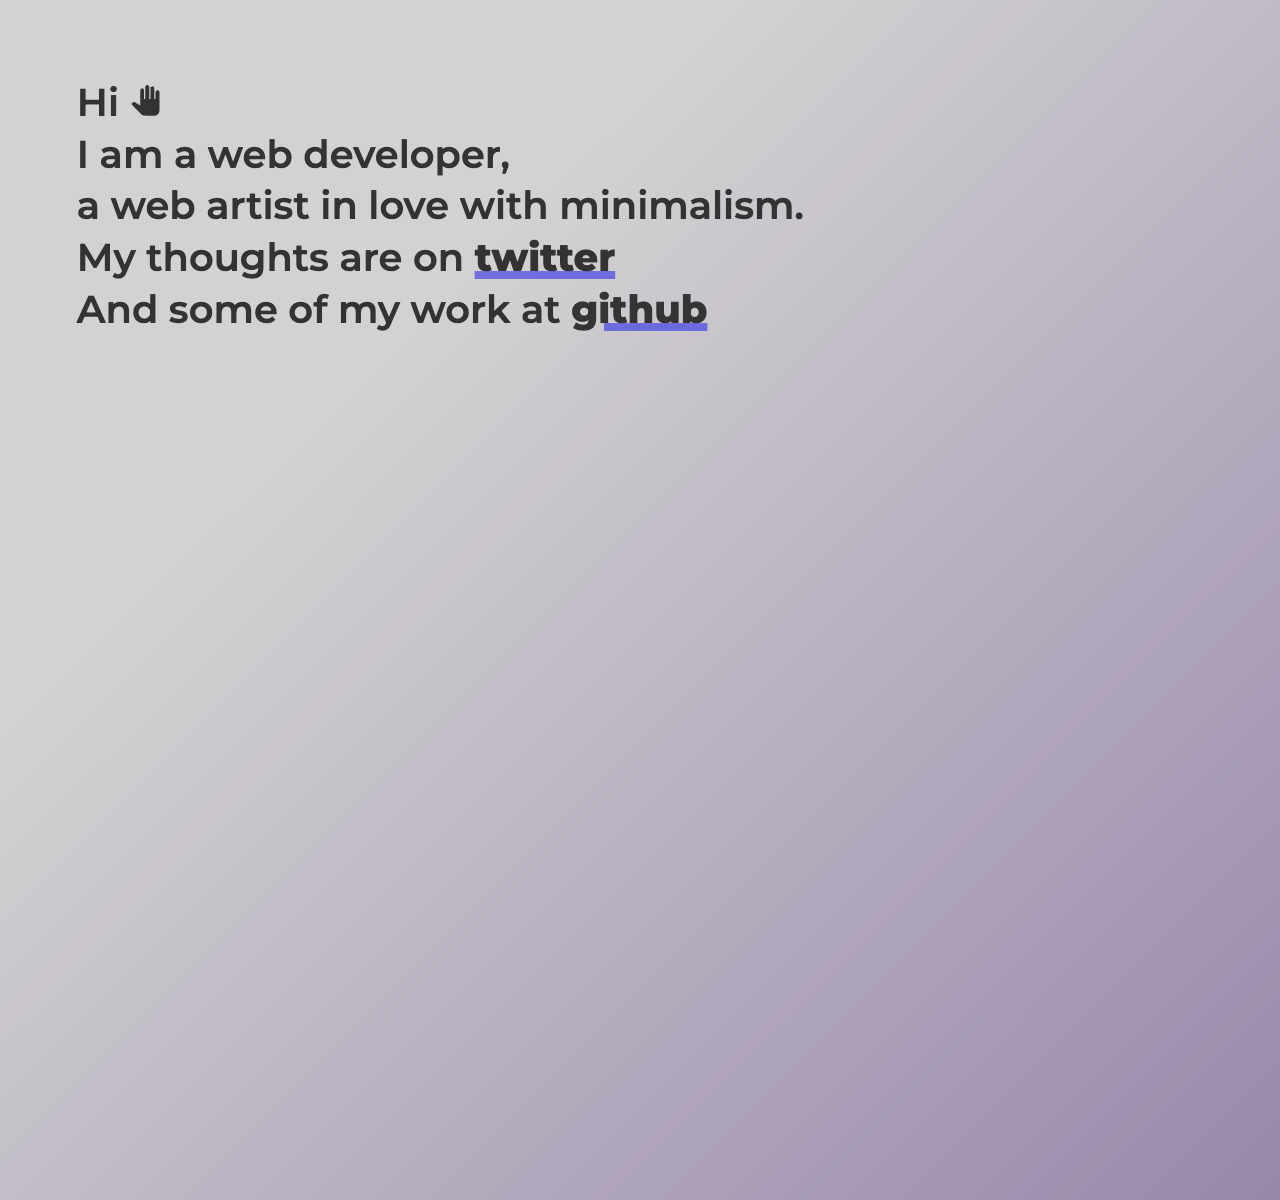 Hi
I am a web developer,
a web artist in love with minimalism.
My thoughts are on twitter
And some of my work at github